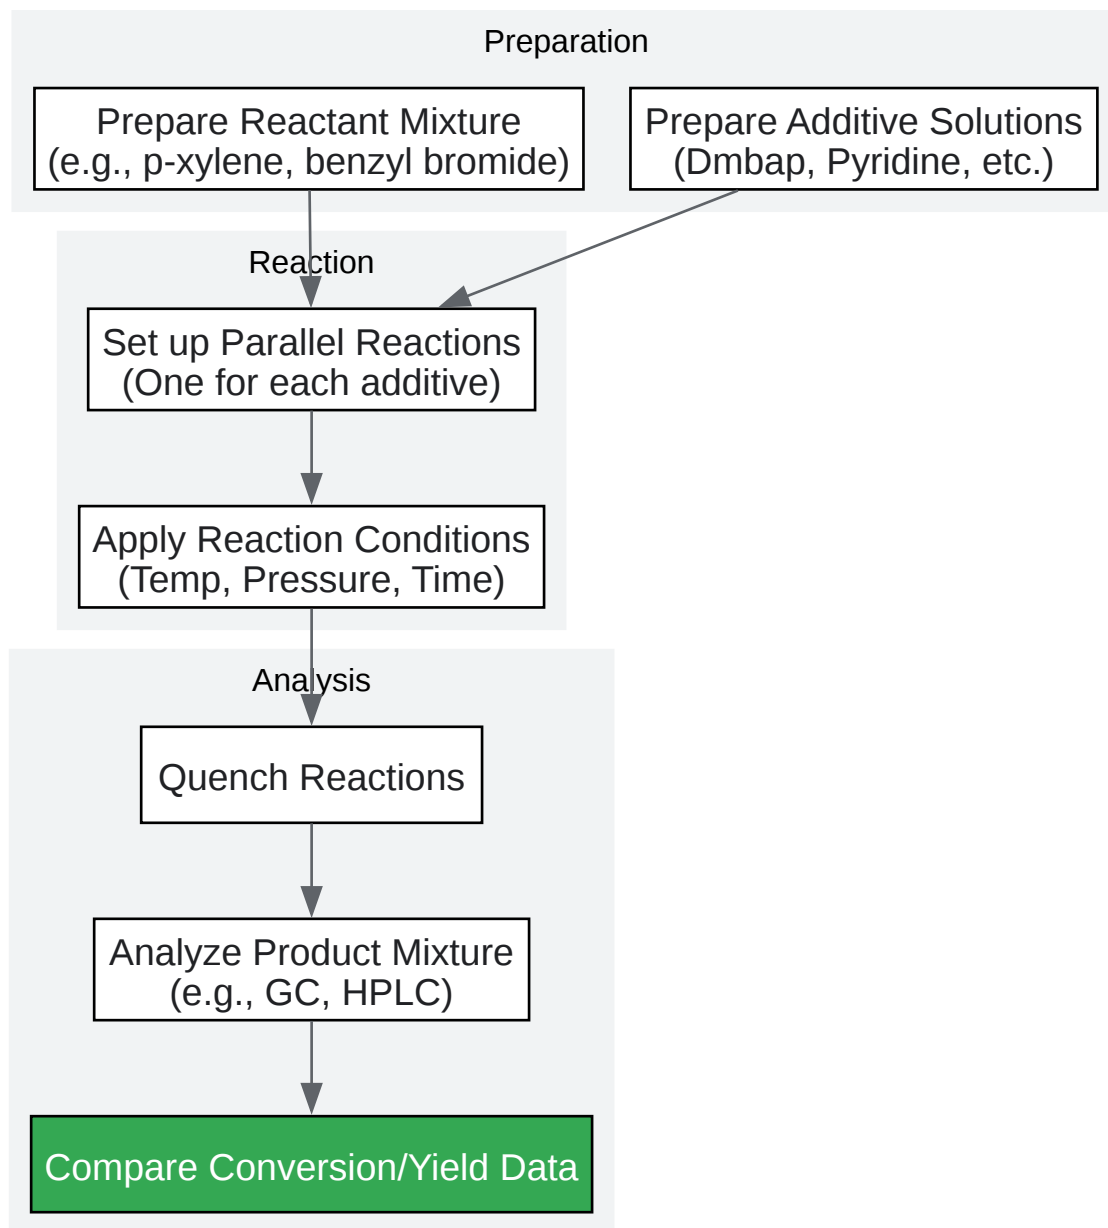 Preparation
Prepare Reactant Mixture
(e.g., p-xylene, benzyl bromide)
Prepare Additive Solutions
(Dmbap, Pyridine, etc.)
Reaction
Set up Parallel Reactions
(One for each additive)
Apply Reaction Conditions
(Temp, Pressure, Time)
Analysis
Quench Reactions
Analyze Product Mixture
(e.g., GC, HPLC)
Compare Conversion/Yield Data